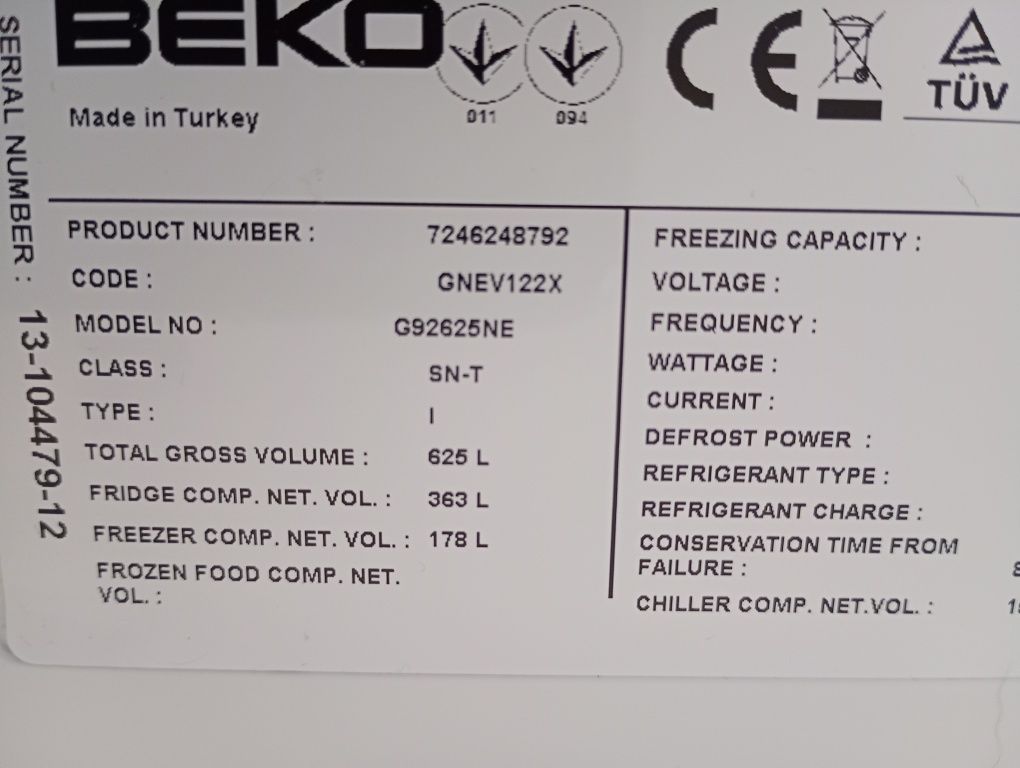 BEKO
011 094
CE
TÜV
Made in Turkey
SERIAL NUMBER : 13-104479-12
PRODUCT NUMBER : 7246248792
CODE : GNEV122X
MODEL NO : G92625NE
CLASS : SN-T
TYPE : I
TOTAL GROSS VOLUME : 625 L
FRIDGE COMP. NET. VOL. : 363 L
FREEZER COMP. NET. VOL. : 178 L
FROZEN FOOD COMP. NET.
VOL. :
FREEZING CAPACITY :
VOLTAGE :
FREQUENCY :
WATTAGE :
CURRENT :
DEFROST POWER :
REFRIGERANT TYPE :
REFRIGERANT CHARGE :
CONSERVATION TIME FROM
FAILURE :
CHILLER COMP. NET.VOL. :